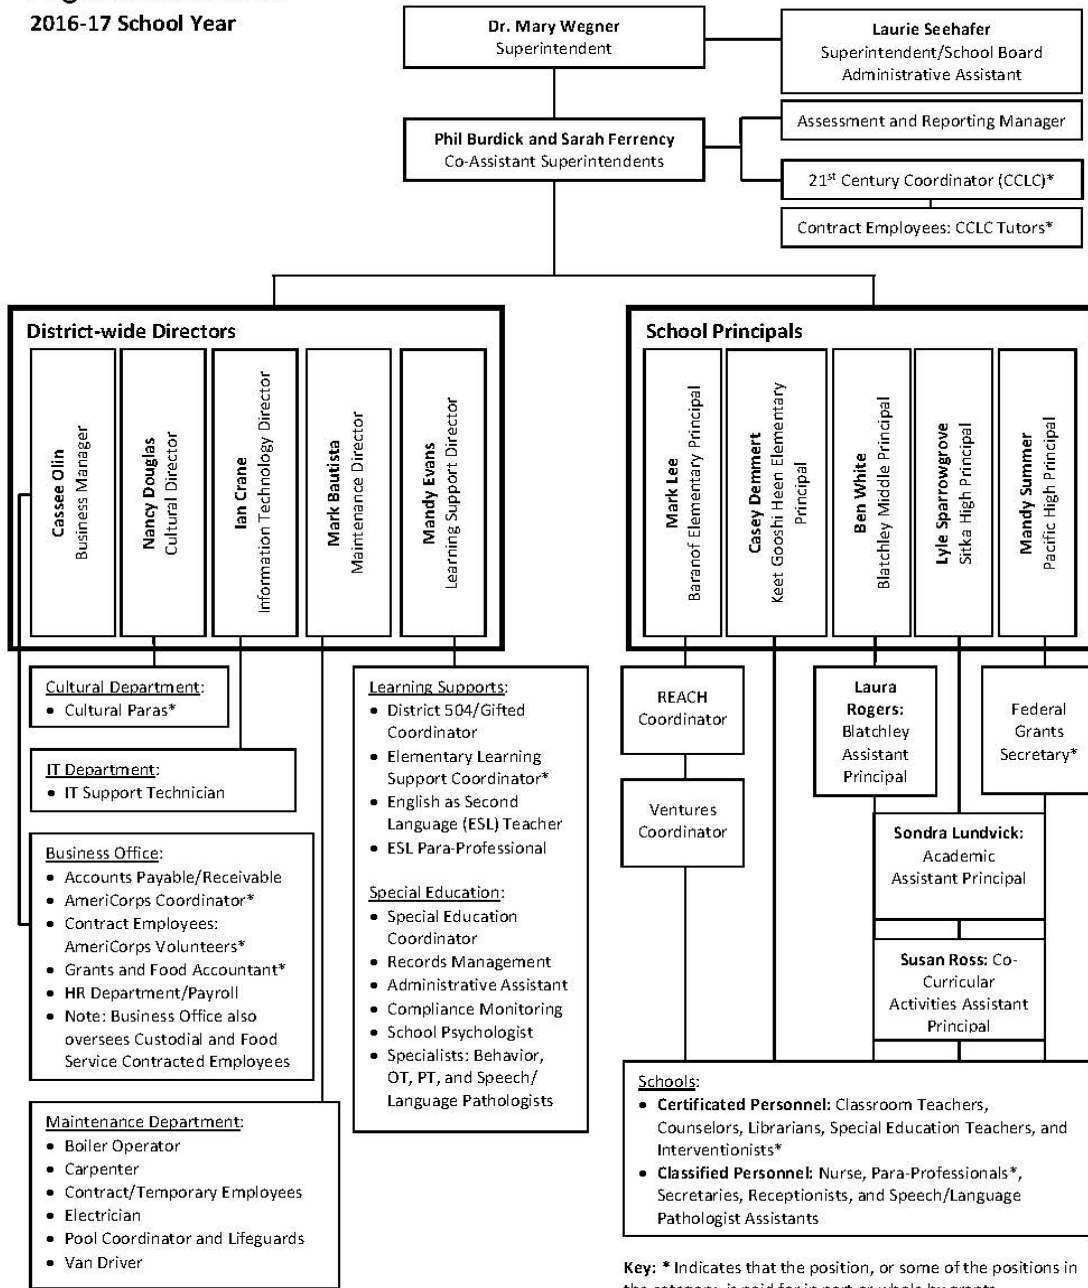 2016-17 School Year
Dr. Mary Wegner
Superintendent
Laurie Seehafer
Superintendent/School Board
Administrative Assistant
Phil Burdick and Sarah Ferrency
Co-Assistant Superintendents
Assessment and Reporting Manager
21st Century Coordinator (CCLC)*
Contract Employees: CCLC Tutors*
District-wide Directors
Cassee Olin
Business Manager
Nancy Douglas
Cultural Director
Ian Crane
Information Technology Director
Mark Bautista
Maintenance Director
Mandy Evans
Learning Support Director
School Principals
Mark Lee
Baranof Elementary Principal
Casey Demmert
Keet Gooshi Heen Elementary
Principal
Ben White
Blatchley Middle Principal
Lyle Sparrowgrove
Sitka High Principal
Mandy Summer
Pacific High Principal
Cultural Department:
• Cultural Paras*
IT Department:
• IT Support Technician
Business Office:
• Accounts Payable/Receivable
• AmeriCorps Coordinator*
• Contract Employees:
AmeriCorps Volunteers*
• Grants and Food Accountant*
• HR Department/Payroll
• Note: Business Office also
oversees Custodial and Food
Service Contracted Employees
Maintenance Department:
• Boiler Operator
• Carpenter
• Contract/Temporary Employees
• Electrician
• Pool Coordinator and Lifeguards
• Van Driver
Learning Supports:
• District 504/Gifted
Coordinator
• Elementary Learning
Support Coordinator*
• English as Second
Language (ESL) Teacher
• ESL Para-Professional
Special Education:
• Special Education
Coordinator
• Records Management
• Administrative Assistant
• Compliance Monitoring
• School Psychologist
• Specialists: Behavior,
OT, PT, and Speech/
Language Pathologists
REACH
Coordinator
Ventures
Coordinator
Laura
Rogers:
Blatchley
Assistant
Principal
Federal
Grants
Secretary*
Sondra Lundvick:
Academic
Assistant Principal
Susan Ross: Co-
Curricular
Activities Assistant
Principal
Schools:
• Certificated Personnel: Classroom Teachers,
Counselors, Librarians, Special Education Teachers, and
Interventionists*
• Classified Personnel: Nurse, Para-Professionals*,
Secretaries, Receptionists, and Speech/Language
Pathologist Assistants
Key: * Indicates that the position, or some of the positions in
the category, is paid for in part or whole by grants